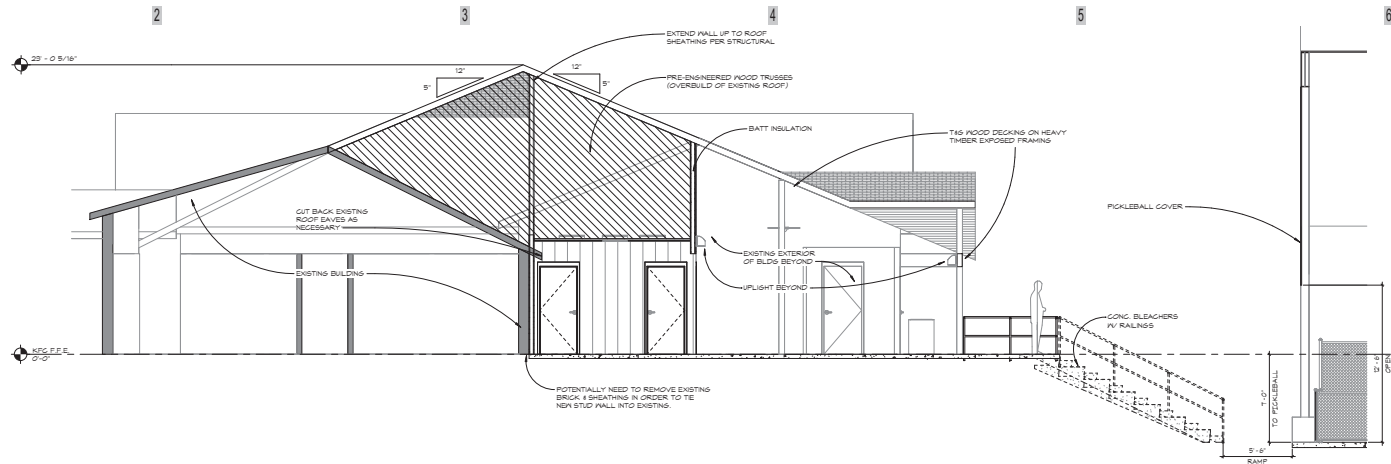 2 3 4 5 6
EXTEND WALL UP TO ROOF
SHEATHING PER STRUCTURAL
23' - 0 5/16"
12"
5"
12"
5"
PRE-ENGINEERED WOOD TRUSSES
(OVERBUILD OF EXISTING ROOF)
BATT INSULATION
T&G WOOD DECKING ON HEAVY
TIMBER EXPOSED FRAMING
PICKLEBALL COVER
CUT BACK EXISTING
ROOF EAVES AS
NECESSARY
EXISTING EXTERIOR
OF BLDG BEYOND
EXISTING BUILDING
UPLIGHT BEYOND
CONC. BLEACHERS
W/ RAILINGS
KFC F.F.E.
0'-0"
POTENTIALLY NEED TO REMOVE EXISTING
BRICK & SHEATHING IN ORDER TO TIE
NEW STUD WALL INTO EXISTING.
7'-0"
TO PICKLEBALL
12'-6"
OPEN
5'-6"
RAMP